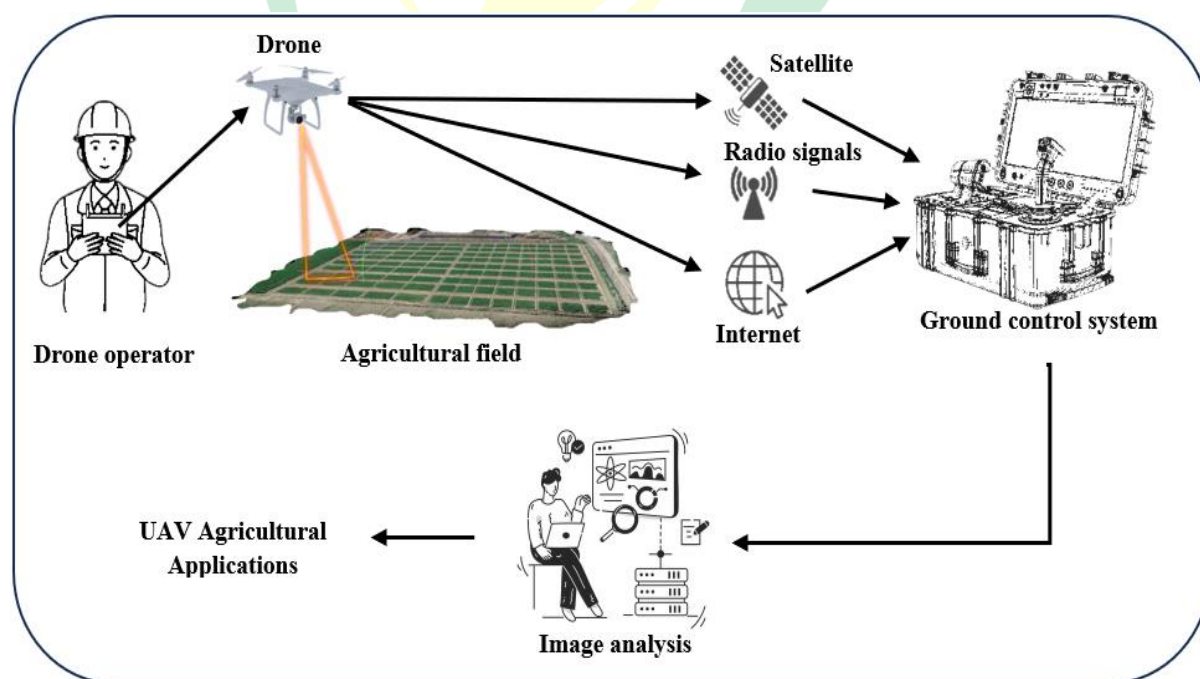 Drone
Satellite
Radio signals
Internet
Ground control system
Drone operator
Agricultural field
UAV Agricultural
Applications
Image analysis